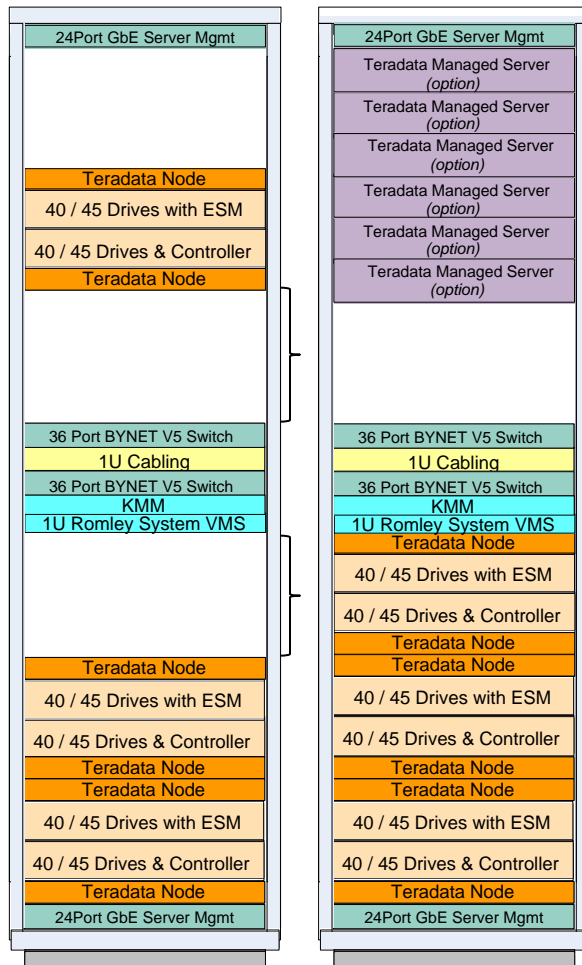 24Port GbE Server Mgmt
Teradata Node
40 / 45 Drives with ESM
40 / 45 Drives & Controller
Teradata Node
36 Port BYNET V5 Switch
1U Cabling
36 Port BYNET V5 Switch
KMM
1U Romley System VMS
Teradata Node
40 / 45 Drives with ESM
40 / 45 Drives & Controller
Teradata Node
Teradata Node
40 / 45 Drives with ESM
40 / 45 Drives & Controller
Teradata Node
24Port GbE Server Mgmt
24Port GbE Server Mgmt
Teradata Managed Server
(option)
Teradata Managed Server
(option)
Teradata Managed Server
(option)
Teradata Managed Server
(option)
Teradata Managed Server
(option)
Teradata Managed Server
(option)
36 Port BYNET V5 Switch
1U Cabling
36 Port BYNET V5 Switch
KMM
1U Romley System VMS
Teradata Node
40 / 45 Drives with ESM
40 / 45 Drives & Controller
Teradata Node
Teradata Node
40 / 45 Drives with ESM
40 / 45 Drives & Controller
Teradata Node
Teradata Node
40 / 45 Drives with ESM
40 / 45 Drives & Controller
Teradata Node
24Port GbE Server Mgmt